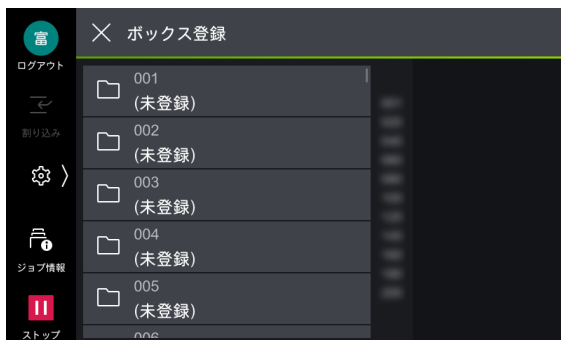 富
ログアウト
割り込み
ジョブ情報
ストップ
ボックス登録
001
(未登録)
002
(未登録)
003
(未登録)
004
(未登録)
005
(未登録)
006